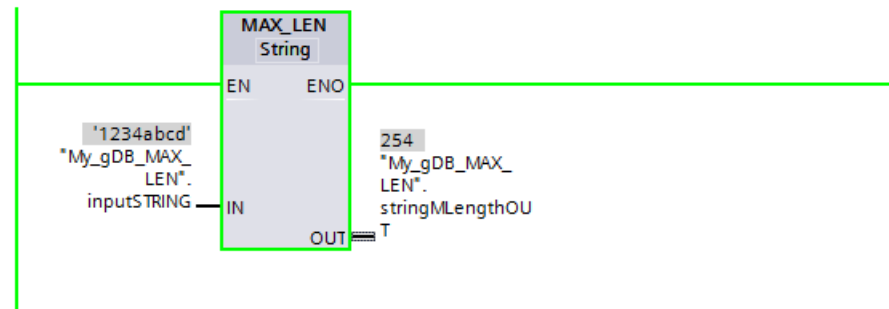 MAX_LEN
String
EN ENO
'1234abcd'
"My_gDB_MAX_
LEN".
inputSTRING
IN
254
"My_gDB_MAX_
LEN".
stringMLengthOU
T
OUT